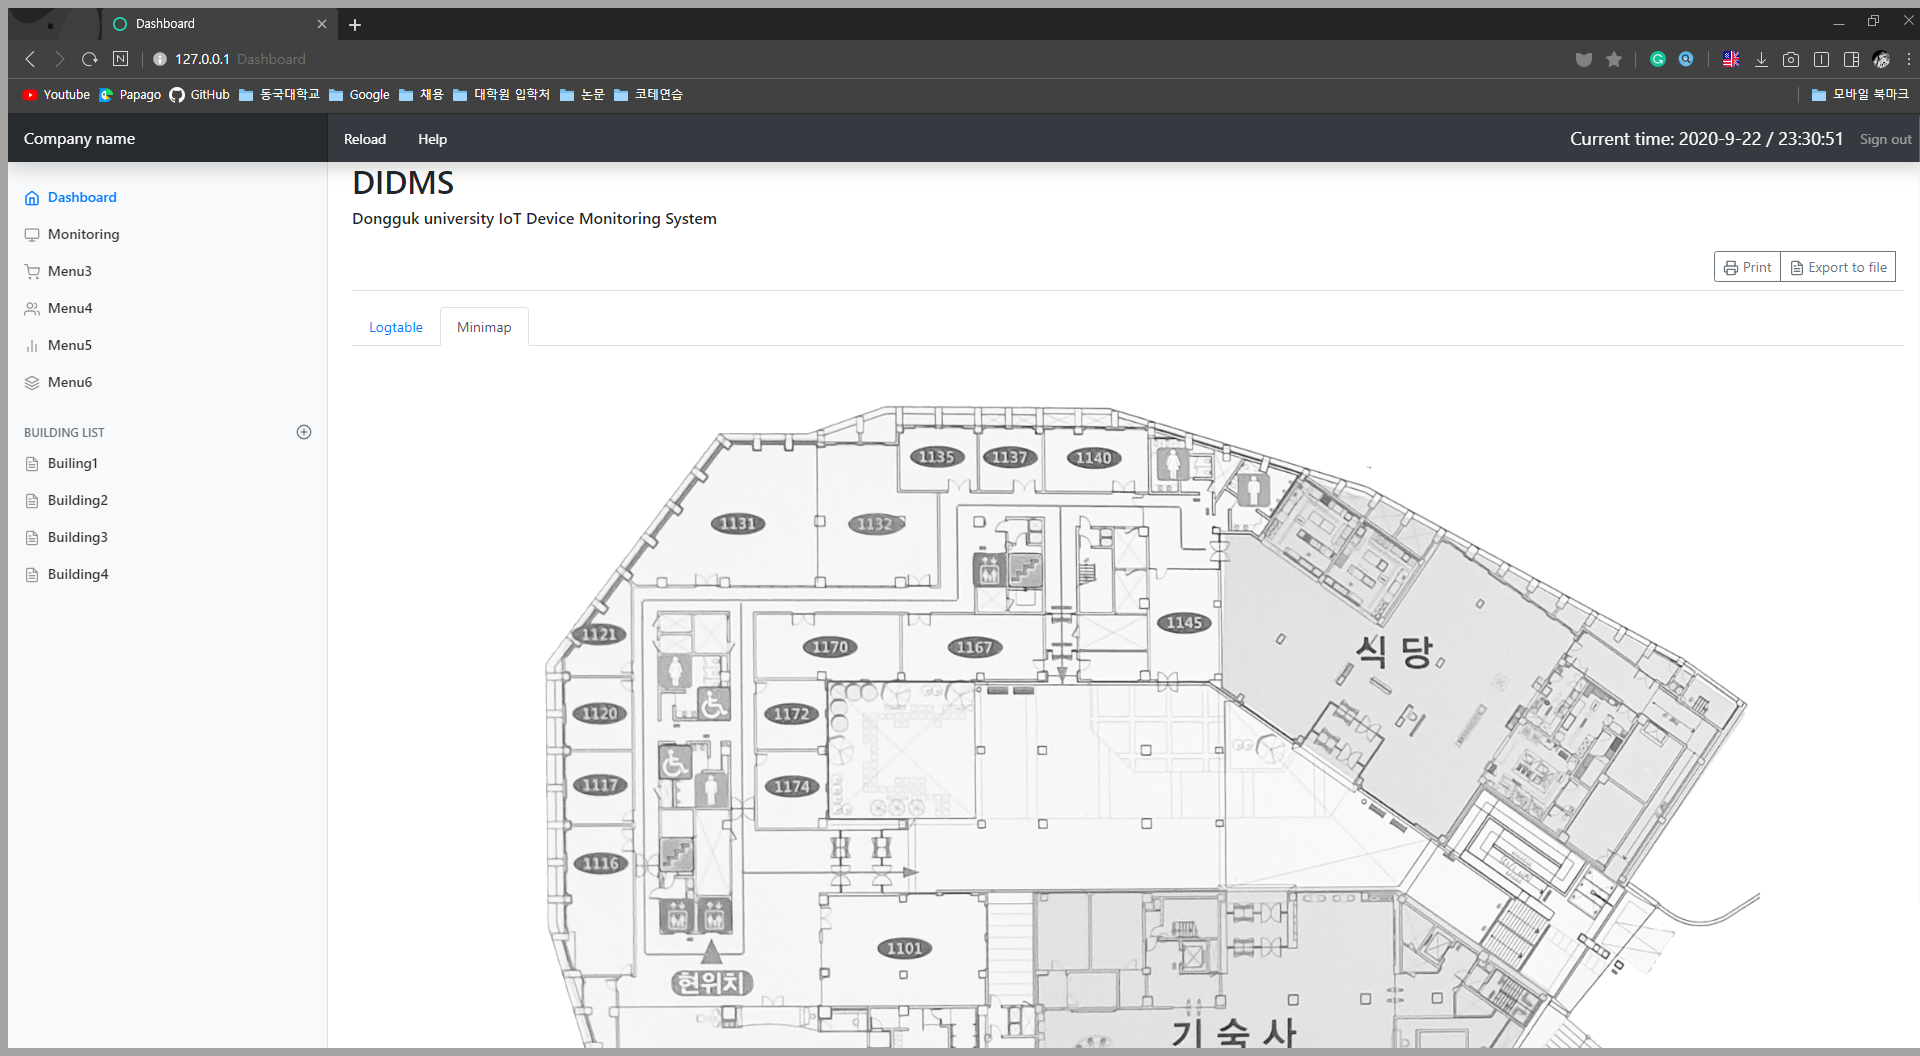 Dashboard
127.0.0.1 Dashboard
Youtube Papago GitHub 동국대학교 Google 채용 대학원 입학처 논문 코테연습 모바일 북마크
Company name Reload Help Current time: 2020-9-22 / 23:30:51 Sign out
DIDMS
Dongguk university IoT Device Monitoring System
Print Export to file
Logtable Minimap
Dashboard
Monitoring
Menu3
Menu4
Menu5
Menu6
BUILDING LIST
Builing1
Building2
Building3
Building4
1135 1137 1140
1131 1132
1121 1170 1167 1145 식당
1120 1172
1117 1174
1116
1101
현위치
기숙사